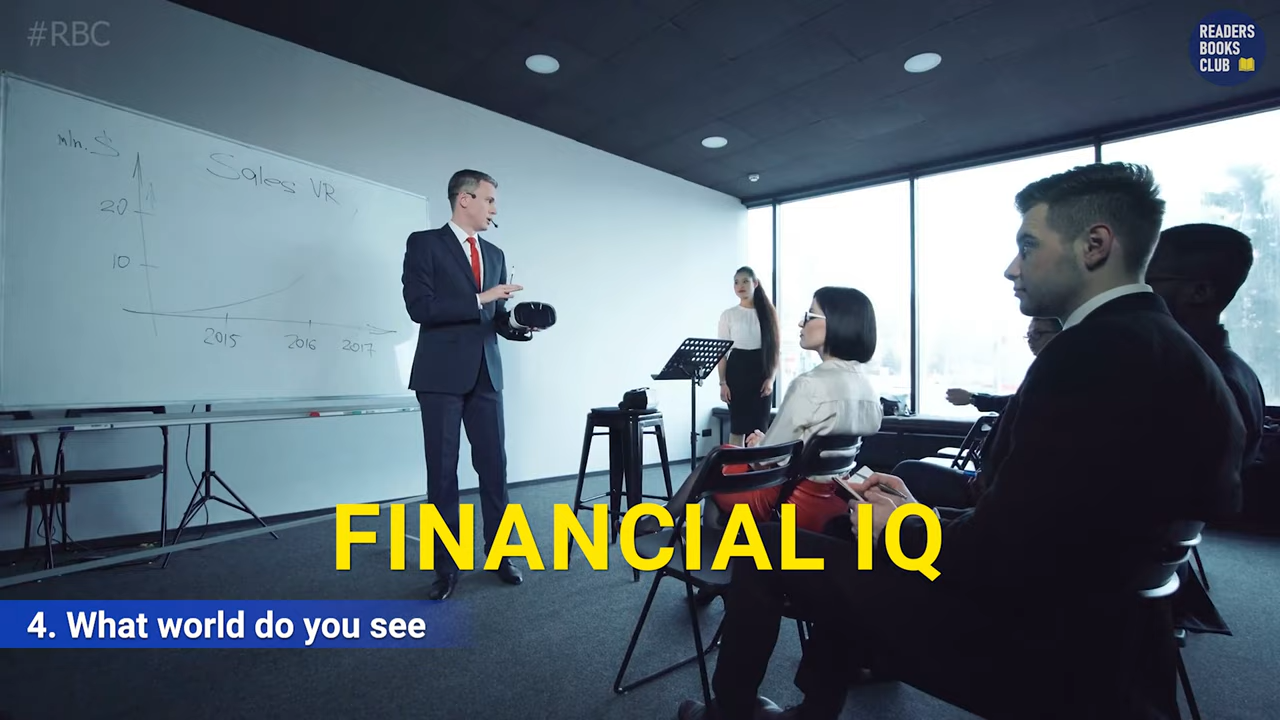 #RBC
READERS
BOOKS
CLUB
mln. $
Sales VR
20
10
2015
2016
2017
FINANCIAL IQ
4. What world do you see